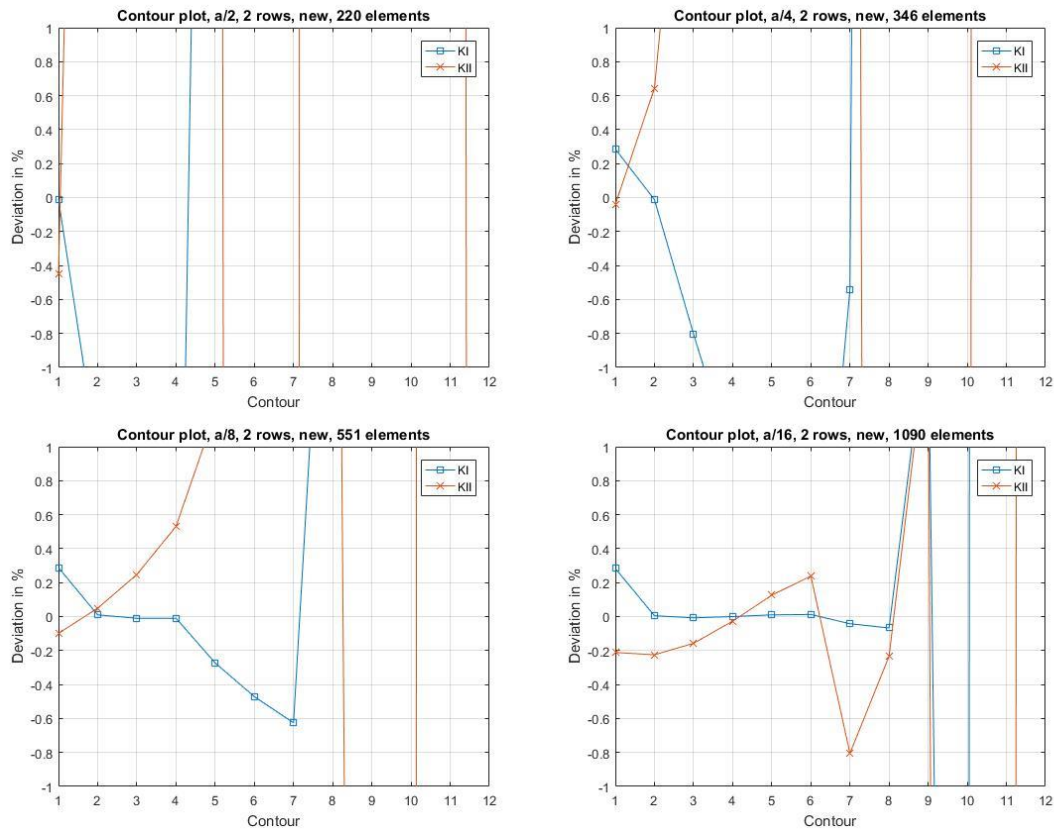 Contour plot, a/2, 2 rows, new, 220 elements
1
0.8
0.6
0.4
0.2
0
-0.2
-0.4
-0.6
-0.8
-1
Deviation in %
1 2 3 4 5 6 7 8 9 10 11 12
Contour
KI
KII
Contour plot, a/4, 2 rows, new, 346 elements
1
0.8
0.6
0.4
0.2
0
-0.2
-0.4
-0.6
-0.8
-1
Deviation in %
1 2 3 4 5 6 7 8 9 10 11 12
Contour
KI
KII
Contour plot, a/8, 2 rows, new, 551 elements
1
0.8
0.6
0.4
0.2
0
-0.2
-0.4
-0.6
-0.8
-1
Deviation in %
1 2 3 4 5 6 7 8 9 10 11 12
Contour
KI
KII
Contour plot, a/16, 2 rows, new, 1090 elements
1
0.8
0.6
0.4
0.2
0
-0.2
-0.4
-0.6
-0.8
-1
Deviation in %
1 2 3 4 5 6 7 8 9 10 11 12
Contour
KI
KII